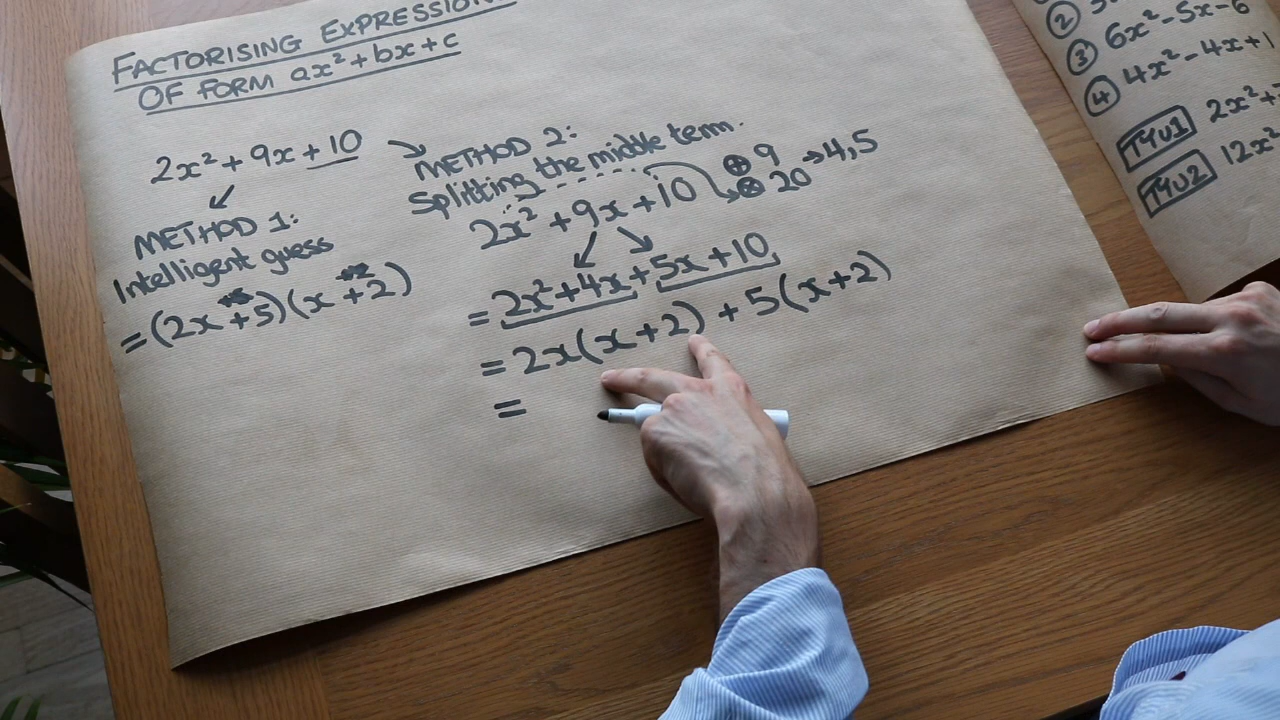 FACTORISING EXPRESSION
OF FORM ax² + bx + c
2x² + 9x + 10
METHOD 1:
Intelligent guess
= (2x + 5)(x + 2)
METHOD 2:
Splitting the middle term.
2x² + 9x + 10
⊕ 9
⊗ 20 → 4, 5
= 2x² + 4x + 5x + 10
= 2x(x + 2) + 5(x + 2)
=
②
③ 6x² - 5x - 6
④ 4x² - 4x + 1
TYU1 2x² +
TYU2 12x²